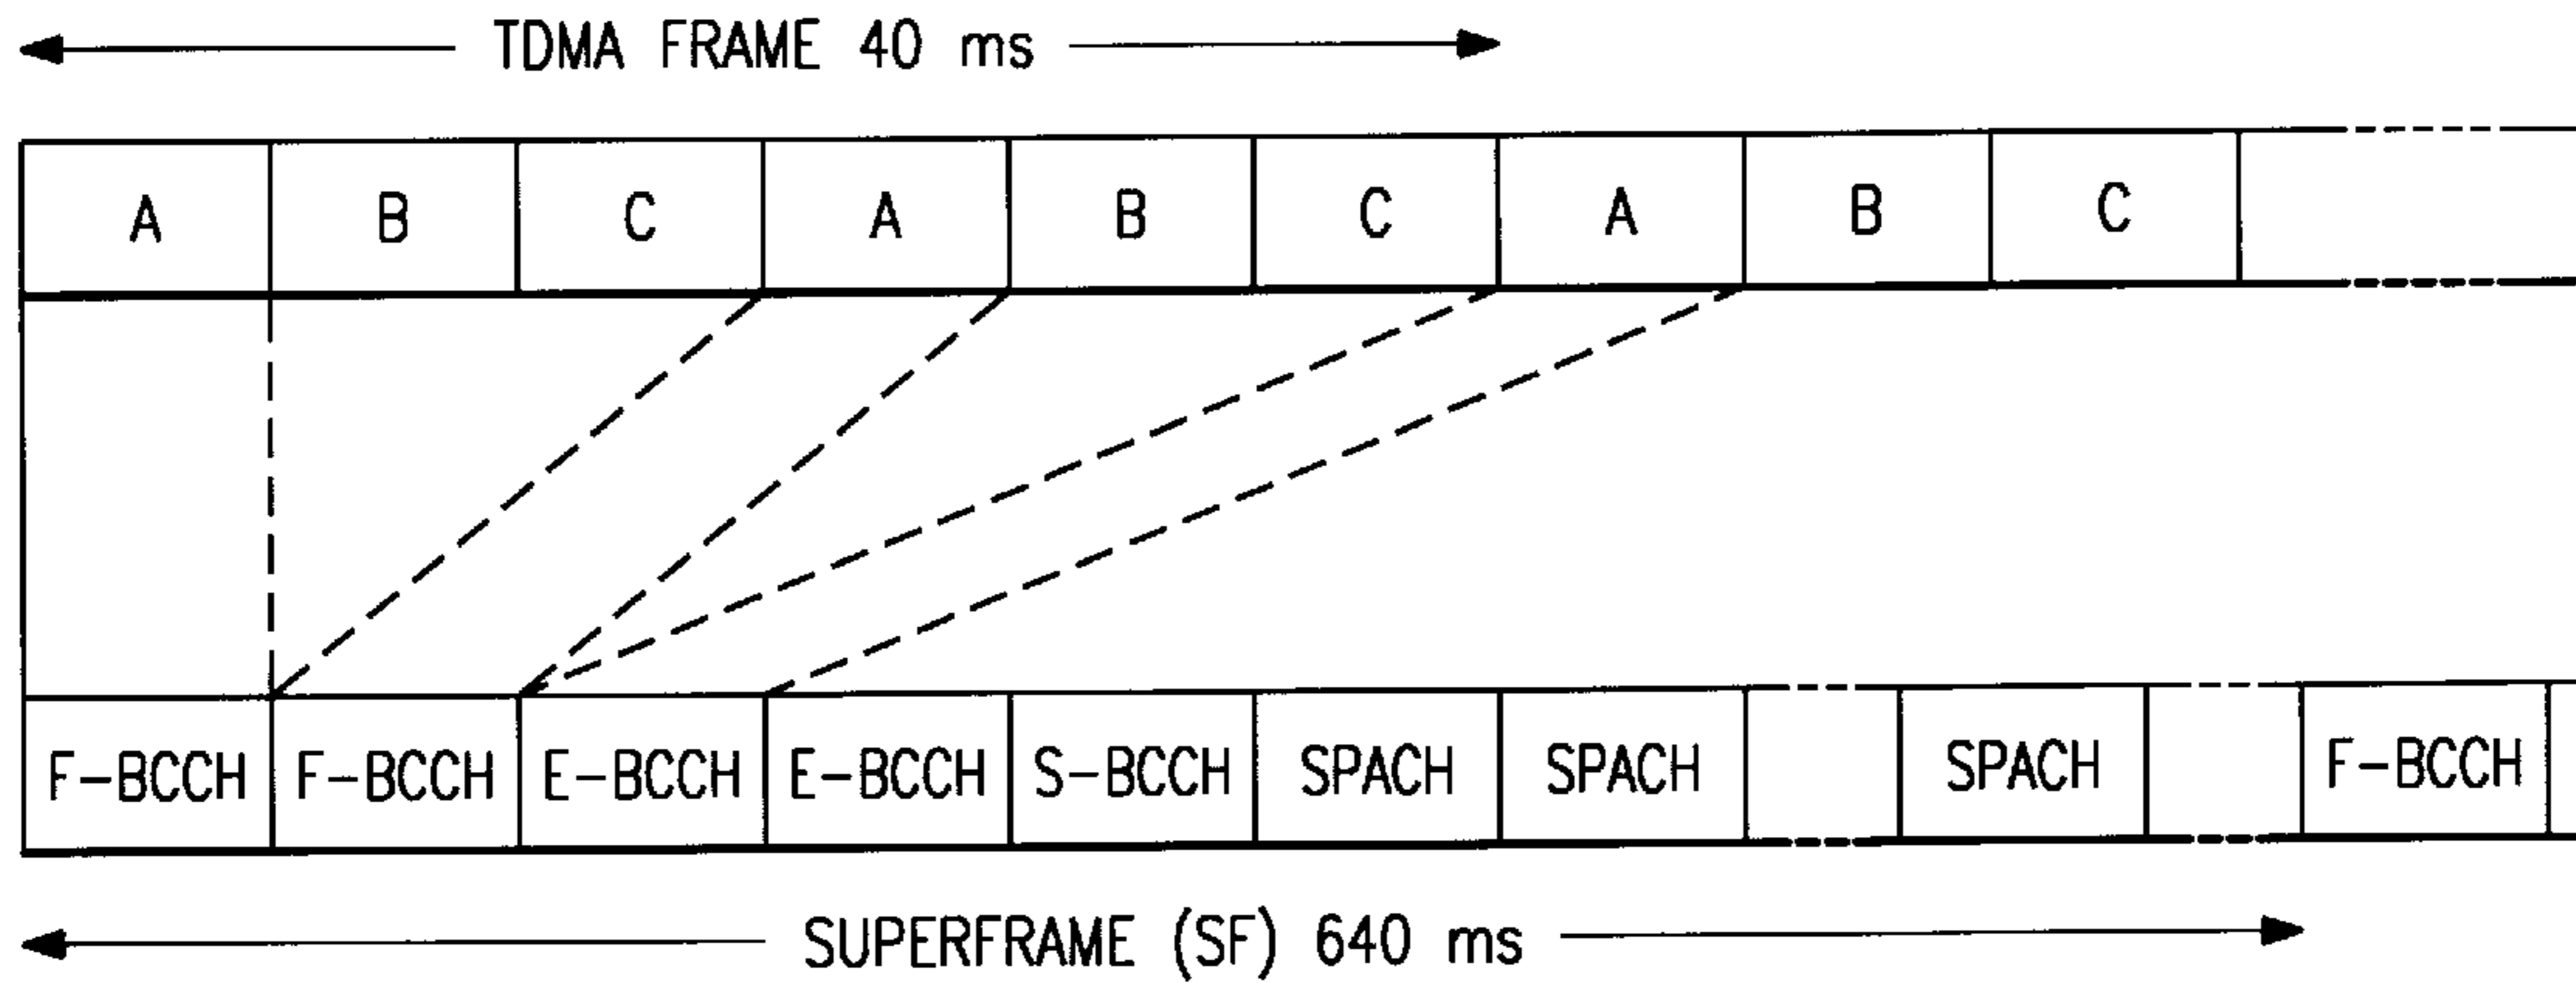 TDMA FRAME 40 ms
A B C A B C A B C
F-BCCH F-BCCH E-BCCH E-BCCH S-BCCH SPACH SPACH SPACH F-BCCH
SUPERFRAME (SF) 640 ms